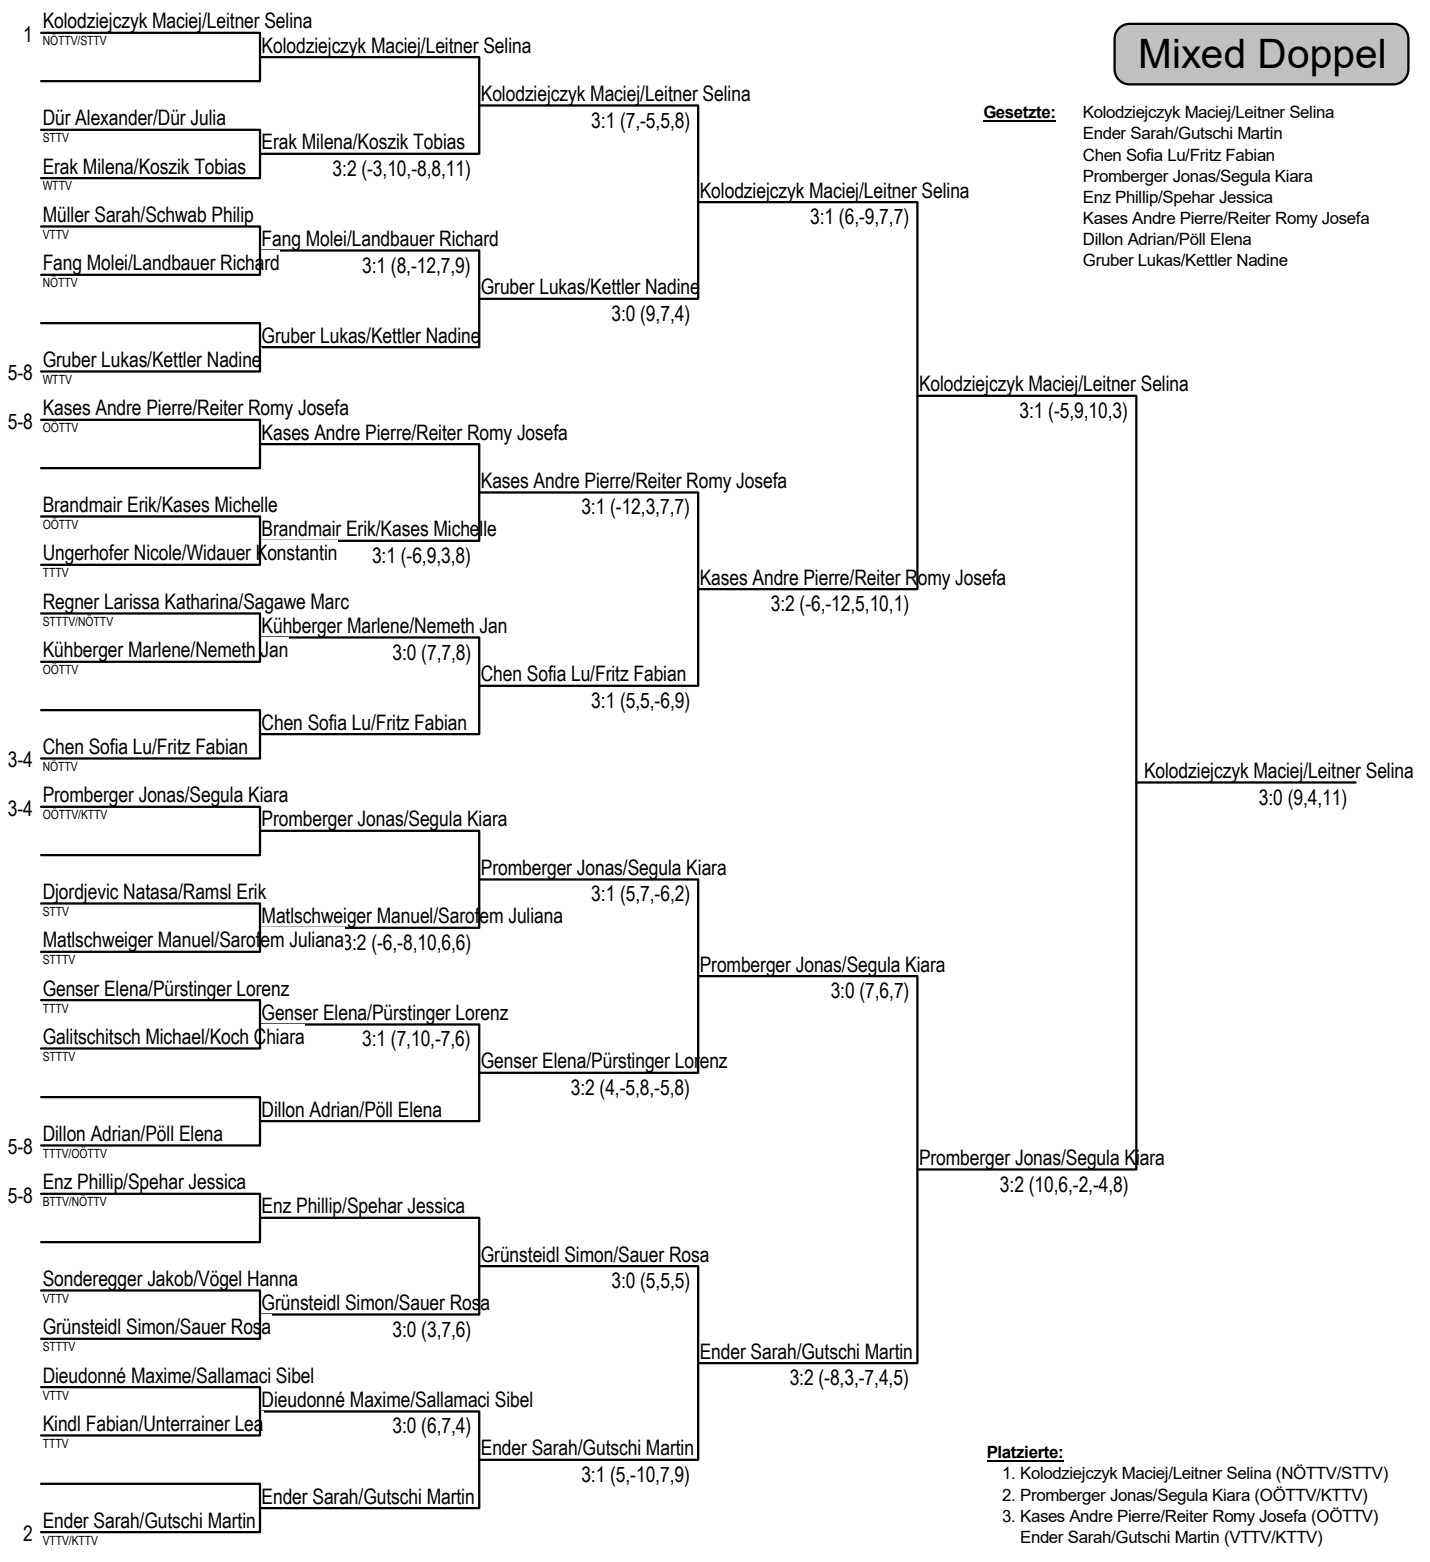 Mixed Doppel
Gesetzte:
Kolodziejczyk Maciej/Leitner Selina
Ender Sarah/Gutschi Martin
Chen Sofia Lu/Fritz Fabian
Promberger Jonas/Segula Kiara
Enz Phillip/Spehar Jessica
Kases Andre Pierre/Reiter Romy Josefa
Dillon Adrian/Pöll Elena
Gruber Lukas/Kettler Nadine
1 Kolodziejczyk Maciej/Leitner Selina
NÖTTV/STTV
Dür Alexander/Dür Julia
STTV
Erak Milena/Koszik Tobias
WTTV
Müller Sarah/Schwab Philip
VTTV
Fang Molei/Landbauer Richard
NÖTTV
5-8 Gruber Lukas/Kettler Nadine
WTTV
5-8 Kases Andre Pierre/Reiter Romy Josefa
OÖTTV
Brandmair Erik/Kases Michelle
OÖTTV
Ungerhofer Nicole/Widauer Konstantin
TTTV
Regner Larissa Katharina/Sagawe Marc
STTTV/NÖTTV
Kühberger Marlene/Nemeth Jan
OÖTTV
3-4 Chen Sofia Lu/Fritz Fabian
NÖTTV
3-4 Promberger Jonas/Segula Kiara
OÖTTV/KTTV
Djordjevic Natasa/Ramsl Erik
STTV
Matlschweiger Manuel/Sarofem Juliana
STTTV
Genser Elena/Pürstinger Lorenz
TTTV
Galitschitsch Michael/Koch Chiara
STTTV
5-8 Dillon Adrian/Pöll Elena
TTTV/OÖTTV
5-8 Enz Phillip/Spehar Jessica
BTTV/NÖTTV
Sonderegger Jakob/Vögel Hanna
VTTV
Grünsteidl Simon/Sauer Rosa
STTTV
Dieudonné Maxime/Sallamaci Sibel
VTTV
Kindl Fabian/Unterrainer Lea
TTTV
2 Ender Sarah/Gutschi Martin
VTTV/KTTV
Kolodziejczyk Maciej/Leitner Selina
Erak Milena/Koszik Tobias
3:2 (-3,10,-8,8,11)
Fang Molei/Landbauer Richard
3:1 (8,-12,7,9)
Gruber Lukas/Kettler Nadine
Kases Andre Pierre/Reiter Romy Josefa
Brandmair Erik/Kases Michelle
3:1 (-6,9,3,8)
Kühberger Marlene/Nemeth Jan
3:0 (7,7,8)
Chen Sofia Lu/Fritz Fabian
Promberger Jonas/Segula Kiara
Matlschweiger Manuel/Sarofem Juliana
3:2 (-6,-8,10,6,6)
Genser Elena/Pürstinger Lorenz
3:1 (7,10,-7,6)
Dillon Adrian/Pöll Elena
Enz Phillip/Spehar Jessica
Grünsteidl Simon/Sauer Rosa
3:0 (3,7,6)
Dieudonné Maxime/Sallamaci Sibel
3:0 (6,7,4)
Ender Sarah/Gutschi Martin
Kolodziejczyk Maciej/Leitner Selina
3:1 (7,-5,5,8)
Gruber Lukas/Kettler Nadine
3:0 (9,7,4)
Kases Andre Pierre/Reiter Romy Josefa
3:1 (-12,3,7,7)
Chen Sofia Lu/Fritz Fabian
3:1 (5,5,-6,9)
Promberger Jonas/Segula Kiara
3:1 (5,7,-6,2)
Genser Elena/Pürstinger Lorenz
3:2 (4,-5,8,-5,8)
Grünsteidl Simon/Sauer Rosa
3:0 (5,5,5)
Ender Sarah/Gutschi Martin
3:1 (5,-10,7,9)
Kolodziejczyk Maciej/Leitner Selina
3:1 (6,-9,7,7)
Kases Andre Pierre/Reiter Romy Josefa
3:2 (-6,-12,5,10,1)
Promberger Jonas/Segula Kiara
3:0 (7,6,7)
Ender Sarah/Gutschi Martin
3:2 (-8,3,-7,4,5)
Kolodziejczyk Maciej/Leitner Selina
3:1 (-5,9,10,3)
Promberger Jonas/Segula Kiara
3:2 (10,6,-2,-4,8)
Kolodziejczyk Maciej/Leitner Selina
3:0 (9,4,11)
Platzierte:
1. Kolodziejczyk Maciej/Leitner Selina (NÖTTV/STTV)
2. Promberger Jonas/Segula Kiara (OÖTTV/KTTV)
3. Kases Andre Pierre/Reiter Romy Josefa (OÖTTV)
Ender Sarah/Gutschi Martin (VTTV/KTTV)